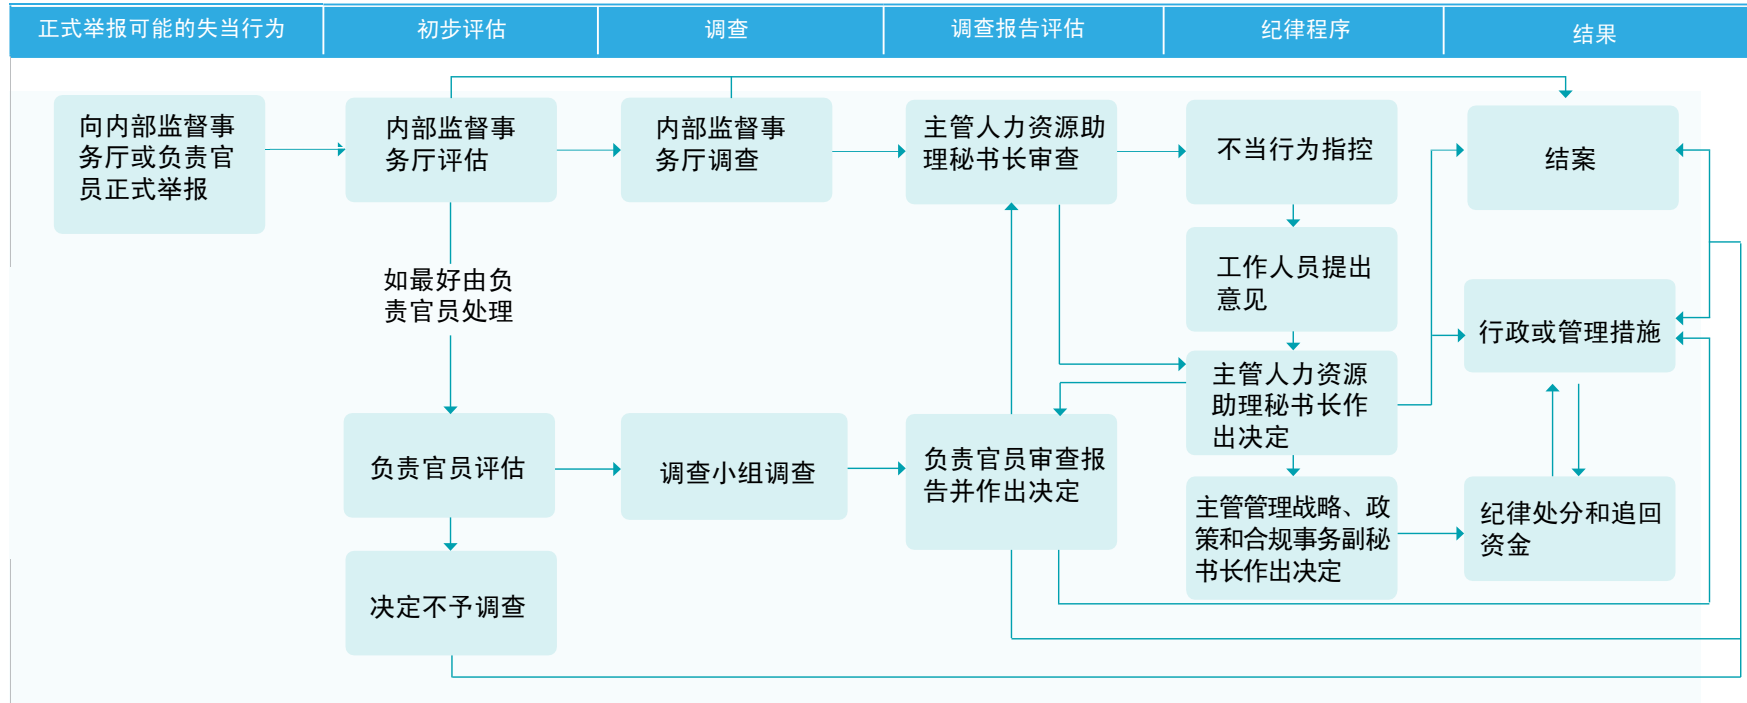 正式举报可能的失当行为
初步评估
调查
调查报告评估
纪律程序
结果
向内部监督事
务厅或负责官
员正式举报
内部监督事
务厅评估
内部监督事
务厅调查
主管人力资源助
理秘书长审查
不当行为指控
结案
如最好由负
责官员处理
工作人员提出
意见
行政或管理措施
主管人力资源
助理秘书长作
出决定
负责官员评估
调查小组调查
负责官员审查报
告并作出决定
主管管理战略、政
策和合规事务副秘
书长作出决定
纪律处分和追回
资金
决定不予调查